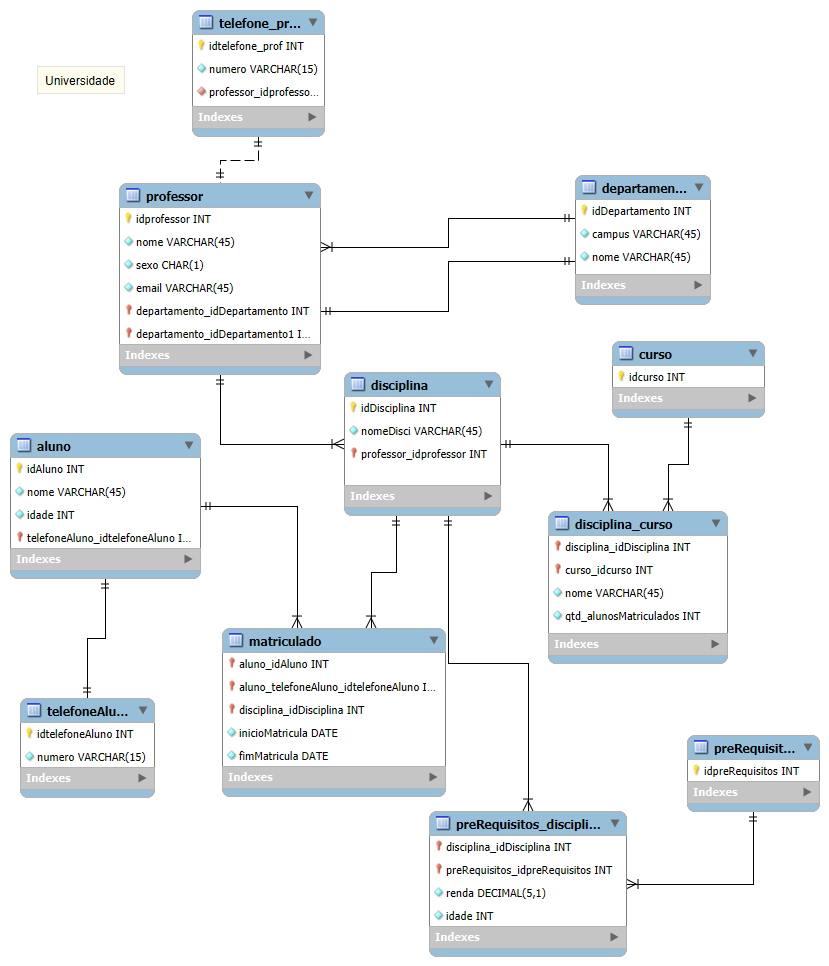 telefone_pr...
idtelefone_prof INT
numero VARCHAR(15)
professor_idprofesso...
Indexes
Universidade
professor
idprofessor INT
nome VARCHAR(45)
sexo CHAR(1)
email VARCHAR(45)
departamento_idDepartamento INT
departamento_idDepartamento1 I...
Indexes
departamen...
idDepartamento INT
campus VARCHAR(45)
nome VARCHAR(45)
Indexes
curso
idcurso INT
Indexes
disciplina
idDisciplina INT
nomeDisci VARCHAR(45)
professor_idprofessor INT
Indexes
aluno
idAluno INT
nome VARCHAR(45)
idade INT
telefoneAluno_idtelefoneAluno I...
Indexes
disciplina_curso
disciplina_idDisciplina INT
curso_idcurso INT
nome VARCHAR(45)
qtd_alunosMatriculados INT
Indexes
matriculado
aluno_idAluno INT
aluno_telefoneAluno_idtelefoneAluno I...
disciplina_idDisciplina INT
inicioMatricula DATE
fimMatricula DATE
Indexes
telefoneAlu...
idtelefoneAluno INT
numero VARCHAR(15)
Indexes
preRequisit...
idpreRequisitos INT
Indexes
preRequisitos_discipli...
disciplina_idDisciplina INT
preRequisitos_idpreRequisitos INT
renda DECIMAL(5,1)
idade INT
Indexes